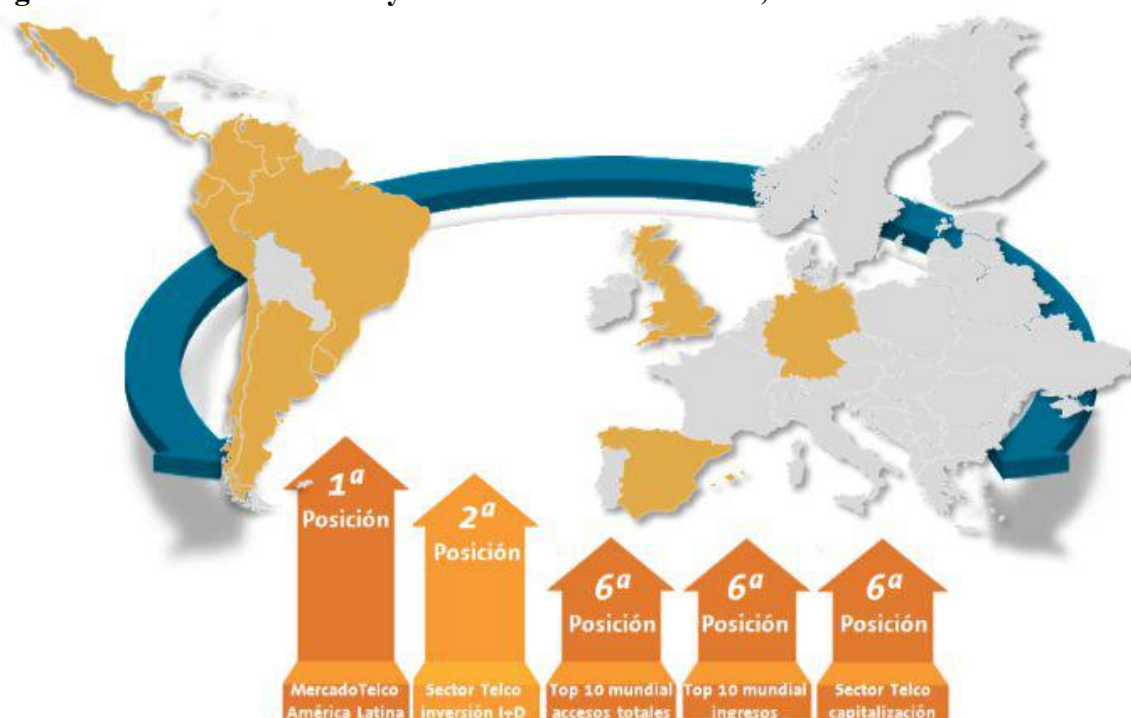 1ª
Posición
2ª
Posición
6ª
Posición
6ª
Posición
6ª
Posición
MercadoTelco
América Latina
Sector Telco
inversión I+D
Top 10 mundial
accesos totales
Top 10 mundial
ingresos
Sector Telco
capitalización